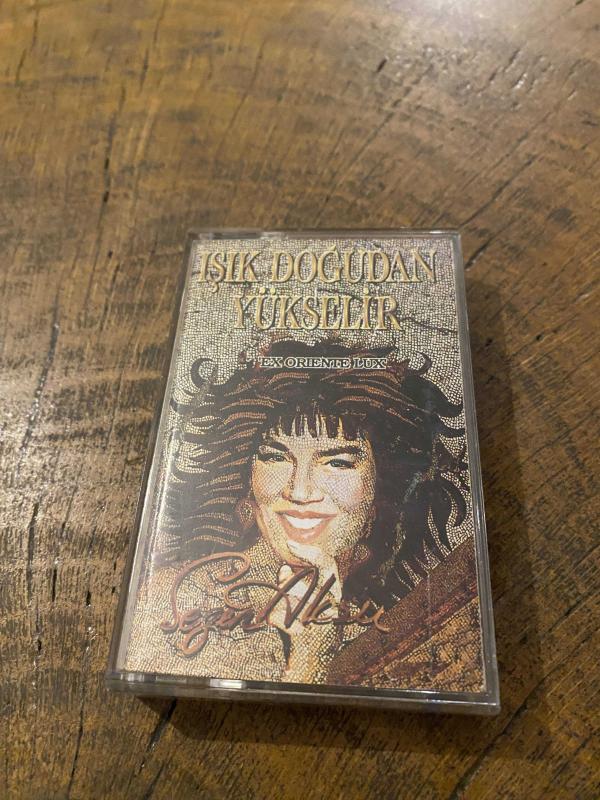 IŞIK DOĞUDAN
YÜKSELİR
EX ORIENTE LUX
Sezen Aksu